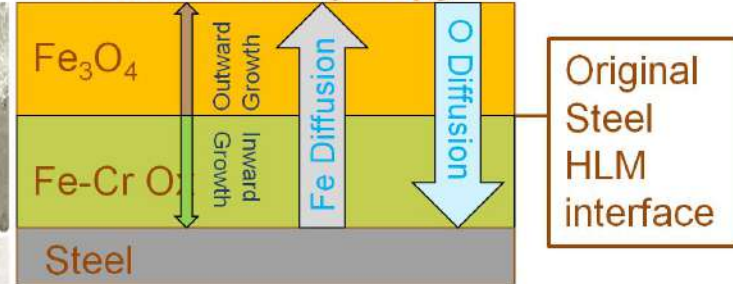 Fe₃O₄
Outward
Growth
Inward
Growth
Fe Diffusion
O Diffusion
Fe-Cr Ox
Steel
Original
Steel
HLM
interface